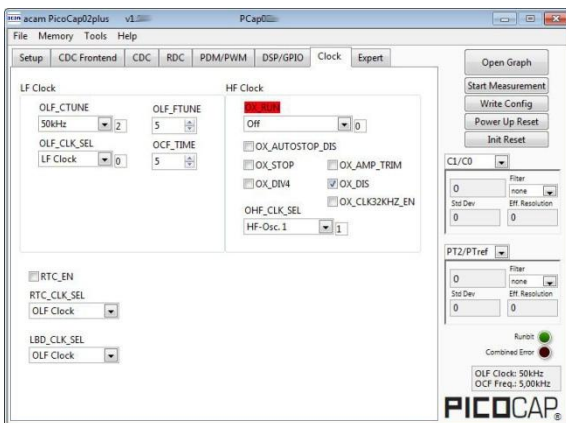 acam PicoCap02plus v1. PCap0
File Memory Tools Help
Setup CDC Frontend CDC RDC PDM/PWM DSP/GPIO Clock Expert
LF Clock
OLF_CTUNE OLF_FTUNE
50kHz 2 5
OLF_CLK_SEL OCF_TIME
LF Clock 0 5
HF Clock
OX_RUN
Off 0
OX_AUTOSTOP_DIS
OX_STOP OX_AMP_TRIM
OX_DIV4 OX_DIS
OX_CLK32KHZ_EN
OHF_CLK_SEL
HF-Osc. 1 1
RTC_EN
RTC_CLK_SEL
OLF Clock
LBD_CLK_SEL
OLF Clock
Open Graph
Start Measurement
Write Config
Power Up Reset
Init Reset
C1/C0
Filter
0 none
Std Dev Eff. Resolution
0 0
PT2/PTref
Filter
0 none
Std Dev Eff. Resolution
0 0
Runbit
Combined Error
OLF Clock: 50kHz
OCF Freq.: 5,00kHz
PICOCAP®